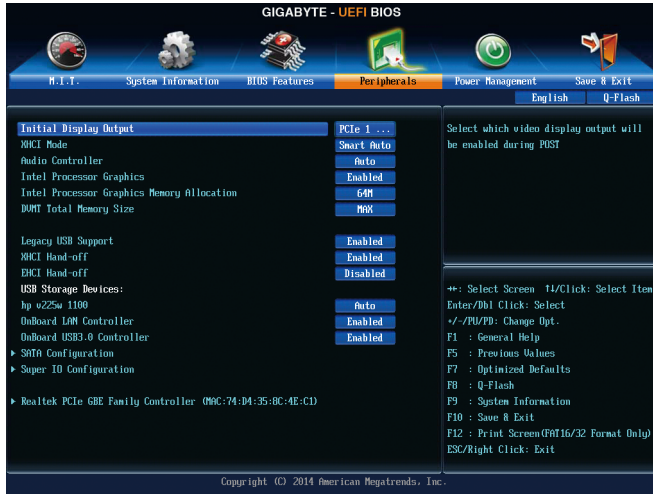 GIGABYTE - UEFI BIOS
M.I.T. System Information BIOS Features Peripherals Power Management Save & Exit
English Q-Flash
Initial Display Output PCIe 1 ...
XHCI Mode Smart Auto
Audio Controller Auto
Intel Processor Graphics Enabled
Intel Processor Graphics Memory Allocation 64M
DVMT Total Memory Size MAX
Legacy USB Support Enabled
XHCI Hand-off Enabled
EHCI Hand-off Disabled
USB Storage Devices:
hp v225w 1100 Auto
OnBoard LAN Controller Enabled
OnBoard USB3.0 Controller Enabled
SATA Configuration
Super IO Configuration
Realtek PCIe GBE Family Controller (MAC:74:D4:35:8C:4E:C1)
Select which video display output will
be enabled during POST
↔: Select Screen ↑↓/Click: Select Item
Enter/Dbl Click: Select
+/-/PU/PD: Change Opt.
F1 : General Help
F5 : Previous Values
F7 : Optimized Defaults
F8 : Q-Flash
F9 : System Information
F10 : Save & Exit
F12 : Print Screen(FAT16/32 Format Only)
ESC/Right Click: Exit
Copyright (C) 2014 American Megatrends, Inc.